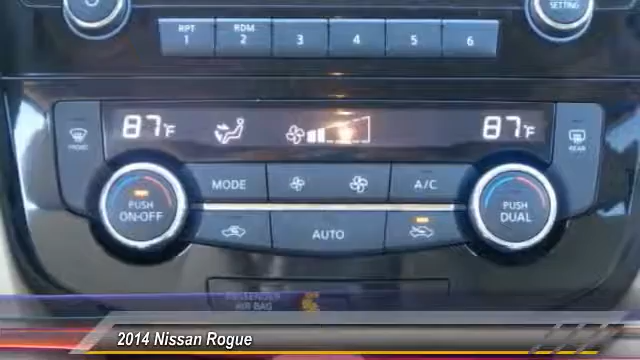 SETTING
RPT RDM
1 2 3 4 5 6
87°F 87°F
FRONT REAR
MODE A/C
PUSH ON-OFF
PUSH DUAL
AUTO
PASSENGER
AIR BAG
2014 Nissan Rogue